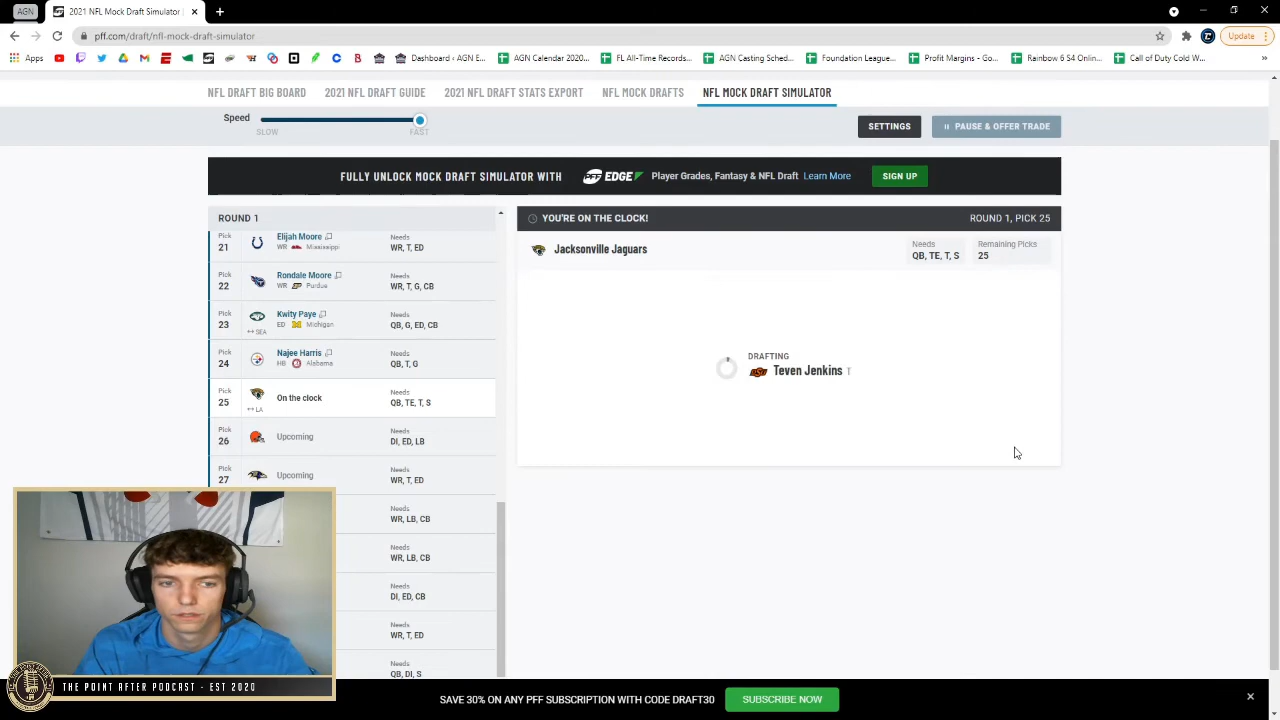 AGN
2021 NFL Mock Draft Simulator |
pff.com/draft/nfl-mock-draft-simulator
Update
Apps
Dashboard ‹ AGN E...
AGN Calendar 2020...
FL All-Time Records...
AGN Casting Sched...
Foundation League...
Profit Margins - Go...
Rainbow 6 S4 Onlin...
Call of Duty Cold W...
NFL DRAFT BIG BOARD
2021 NFL DRAFT GUIDE
2021 NFL DRAFT STATS EXPORT
NFL MOCK DRAFTS
NFL MOCK DRAFT SIMULATOR
Speed
SLOW
FAST
SETTINGS
PAUSE & OFFER TRADE
FULLY UNLOCK MOCK DRAFT SIMULATOR WITH
PFF EDGE
Player Grades, Fantasy & NFL Draft Learn More
SIGN UP
ROUND 1
Pick
21
Elijah Moore
WR Mississippi
Needs
WR, T, ED
Pick
22
Rondale Moore
WR Purdue
Needs
WR, T, G, CB
Pick
23
↔ SEA
Kwity Paye
ED Michigan
Needs
QB, G, ED, CB
Pick
24
Najee Harris
HB Alabama
Needs
QB, T, G
Pick
25
↔ LA
On the clock
Needs
QB, TE, T, S
Pick
26
Upcoming
Needs
DI, ED, LB
Pick
27
Upcoming
Needs
WR, T, ED
Needs
WR, LB, CB
Needs
WR, LB, CB
Needs
DI, ED, CB
Needs
WR, T, ED
Needs
QB, DI, S
YOU'RE ON THE CLOCK!
ROUND 1, PICK 25
Jacksonville Jaguars
Needs
QB, TE, T, S
Remaining Picks
25
DRAFTING
Teven Jenkins T
THE POINT AFTER PODCAST - EST 2020
SAVE 30% ON ANY PFF SUBSCRIPTION WITH CODE DRAFT30
SUBSCRIBE NOW